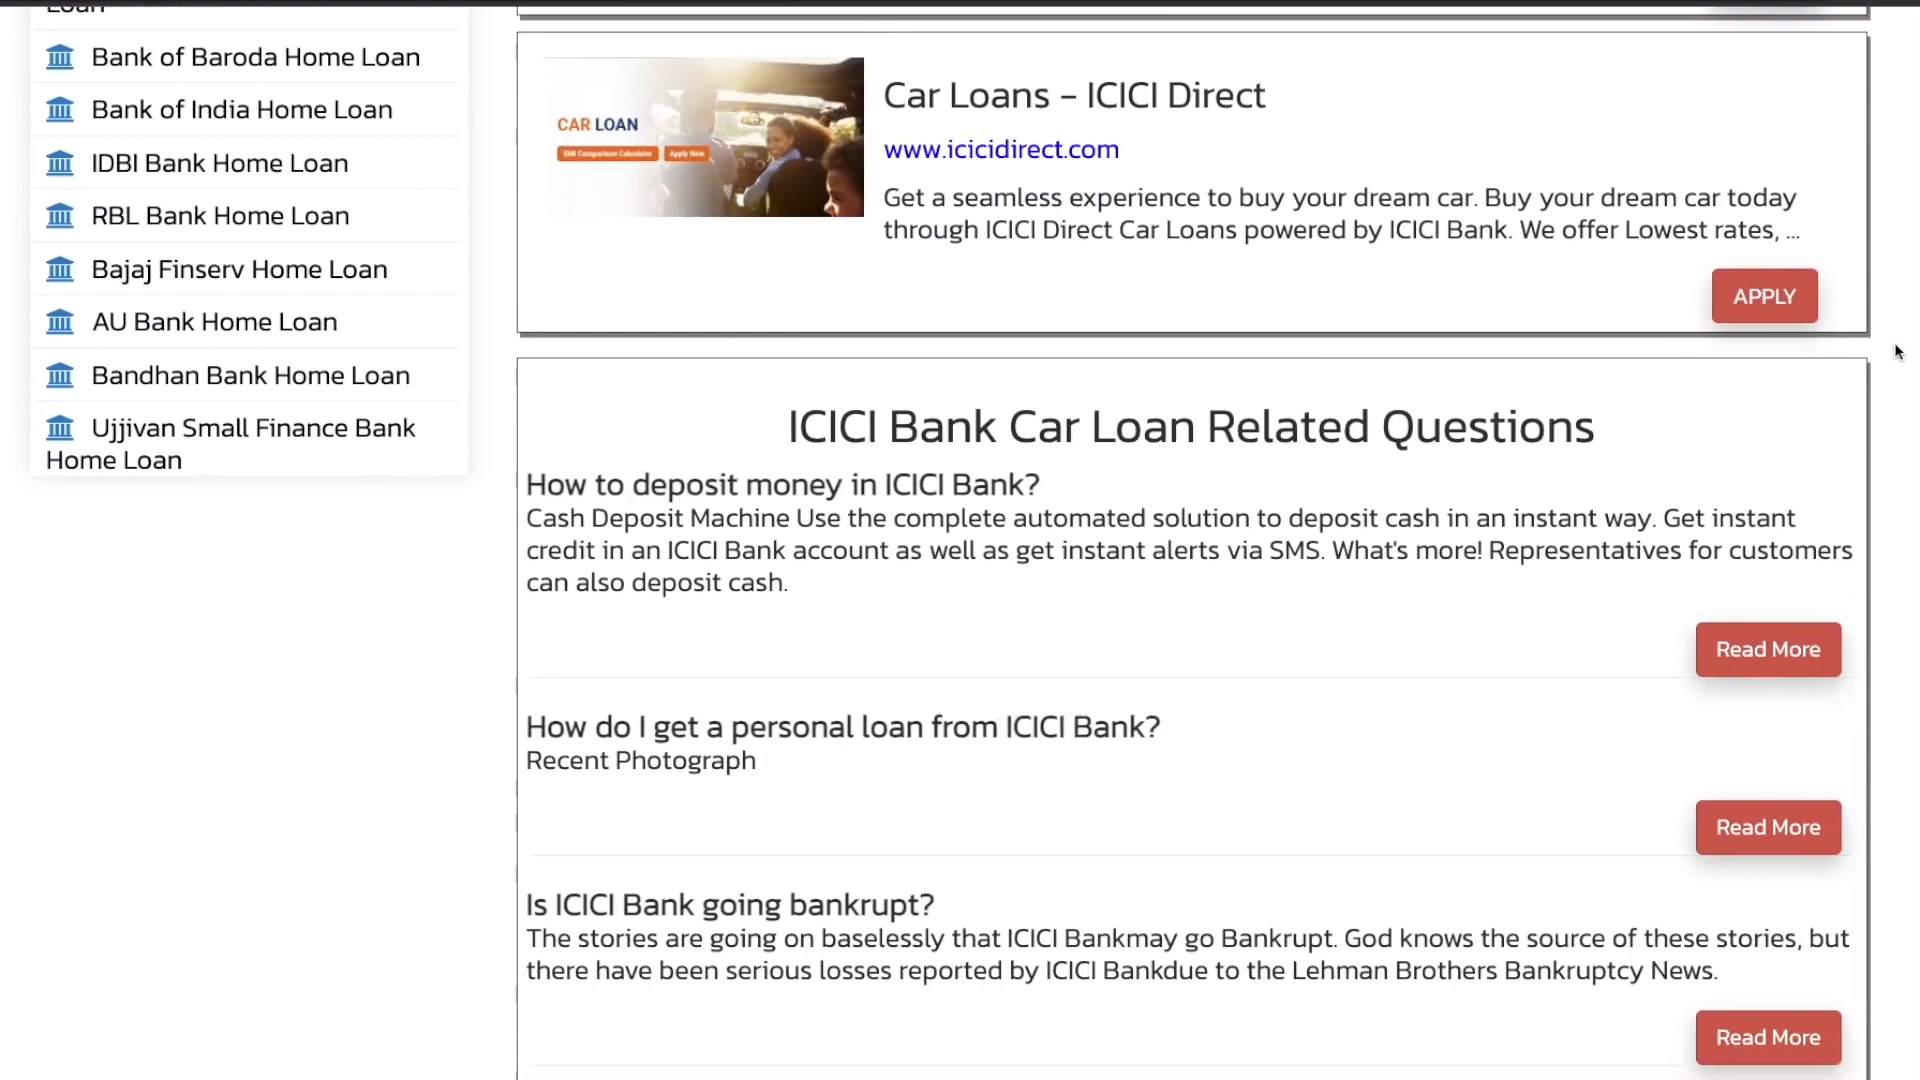 Loan
Bank of Baroda Home Loan
Bank of India Home Loan
IDBI Bank Home Loan
RBL Bank Home Loan
Bajaj Finserv Home Loan
AU Bank Home Loan
Bandhan Bank Home Loan
Ujjivan Small Finance Bank
Home Loan
CAR LOAN
EMI Comparison Calculator
Apply Now
Car Loans – ICICI Direct
www.icicidirect.com
Get a seamless experience to buy your dream car. Buy your dream car today
through ICICI Direct Car Loans powered by ICICI Bank. We offer Lowest rates, ...
APPLY
ICICI Bank Car Loan Related Questions
How to deposit money in ICICI Bank?
Cash Deposit Machine Use the complete automated solution to deposit cash in an instant way. Get instant
credit in an ICICI Bank account as well as get instant alerts via SMS. What's more! Representatives for customers
can also deposit cash.
Read More
How do I get a personal loan from ICICI Bank?
Recent Photograph
Read More
Is ICICI Bank going bankrupt?
The stories are going on baselessly that ICICI Bankmay go Bankrupt. God knows the source of these stories, but
there have been serious losses reported by ICICI Bankdue to the Lehman Brothers Bankruptcy News.
Read More